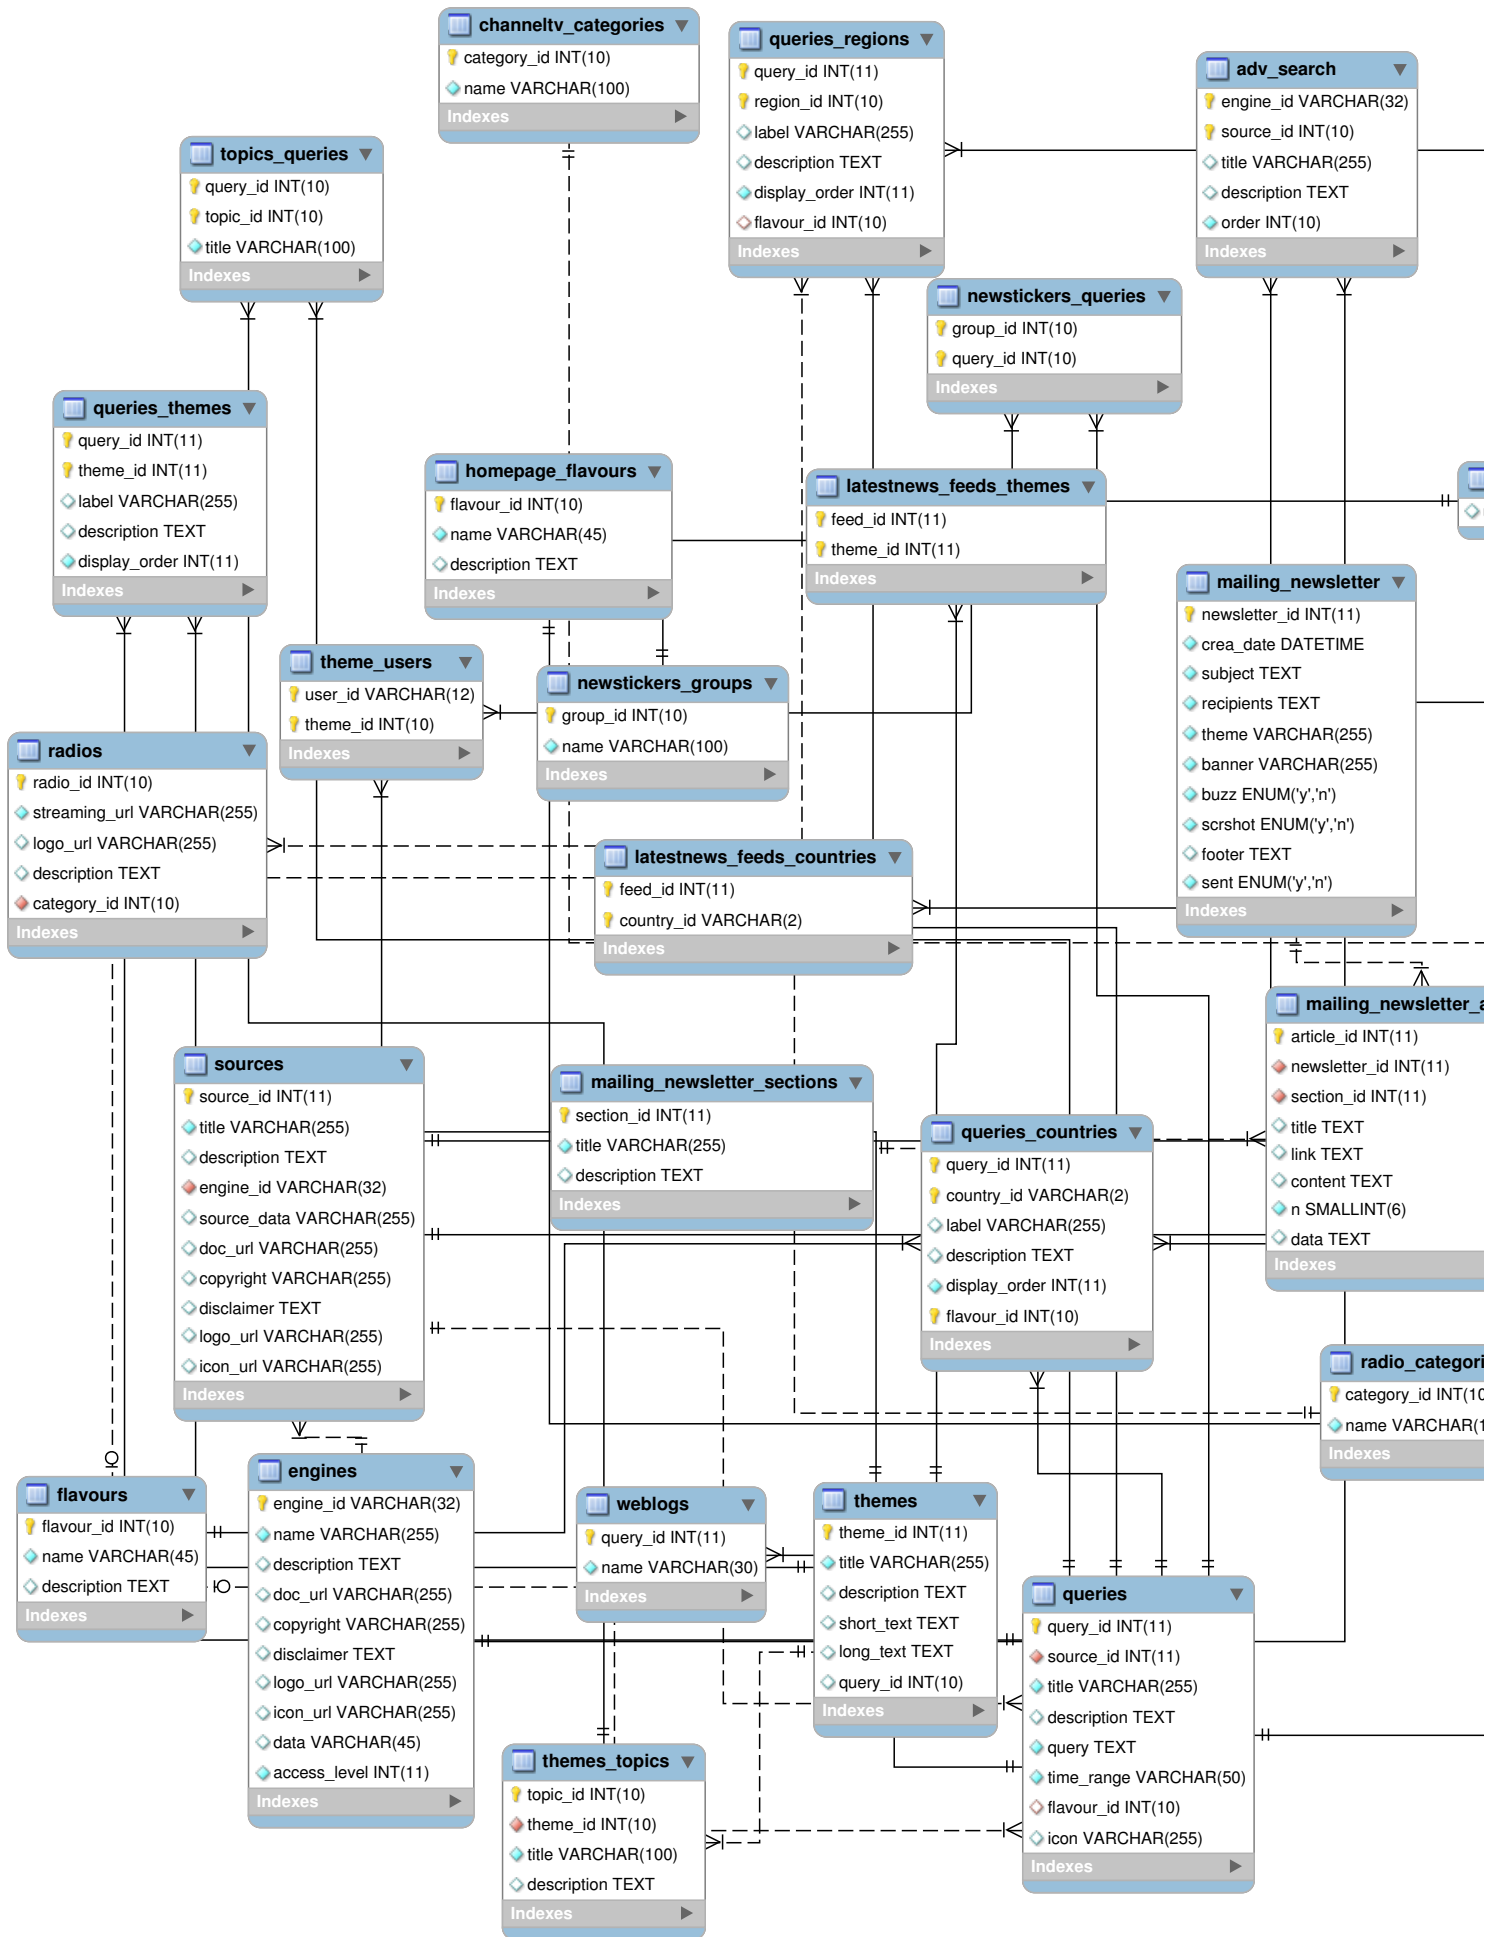 channeltv_categories
category_id INT(10)
name VARCHAR(100)
Indexes
queries_regions
query_id INT(11)
region_id INT(10)
label VARCHAR(255)
description TEXT
display_order INT(11)
flavour_id INT(10)
Indexes
adv_search
engine_id VARCHAR(32)
source_id INT(10)
title VARCHAR(255)
description TEXT
order INT(10)
Indexes
topics_queries
query_id INT(10)
topic_id INT(10)
title VARCHAR(100)
Indexes
newstickers_queries
group_id INT(10)
query_id INT(10)
Indexes
queries_themes
query_id INT(11)
theme_id INT(11)
label VARCHAR(255)
description TEXT
display_order INT(11)
Indexes
homepage_flavours
flavour_id INT(10)
name VARCHAR(45)
description TEXT
Indexes
latestnews_feeds_themes
feed_id INT(11)
theme_id INT(11)
Indexes
mailing_newsletter
newsletter_id INT(11)
crea_date DATETIME
subject TEXT
recipients TEXT
theme VARCHAR(255)
banner VARCHAR(255)
buzz ENUM('y','n')
scrshot ENUM('y','n')
footer TEXT
sent ENUM('y','n')
Indexes
theme_users
user_id VARCHAR(12)
theme_id INT(10)
Indexes
newstickers_groups
group_id INT(10)
name VARCHAR(100)
Indexes
radios
radio_id INT(10)
streaming_url VARCHAR(255)
logo_url VARCHAR(255)
description TEXT
category_id INT(10)
Indexes
latestnews_feeds_countries
feed_id INT(11)
country_id VARCHAR(2)
Indexes
mailing_newsletter_a
article_id INT(11)
newsletter_id INT(11)
section_id INT(11)
title TEXT
link TEXT
content TEXT
n SMALLINT(6)
data TEXT
Indexes
sources
source_id INT(11)
title VARCHAR(255)
description TEXT
engine_id VARCHAR(32)
source_data VARCHAR(255)
doc_url VARCHAR(255)
copyright VARCHAR(255)
disclaimer TEXT
logo_url VARCHAR(255)
icon_url VARCHAR(255)
Indexes
mailing_newsletter_sections
section_id INT(11)
title VARCHAR(255)
description TEXT
Indexes
queries_countries
query_id INT(11)
country_id VARCHAR(2)
label VARCHAR(255)
description TEXT
display_order INT(11)
flavour_id INT(10)
Indexes
radio_categori
category_id INT(10
name VARCHAR(1
Indexes
flavours
flavour_id INT(10)
name VARCHAR(45)
description TEXT
Indexes
engines
engine_id VARCHAR(32)
name VARCHAR(255)
description TEXT
doc_url VARCHAR(255)
copyright VARCHAR(255)
disclaimer TEXT
logo_url VARCHAR(255)
icon_url VARCHAR(255)
data VARCHAR(45)
access_level INT(11)
Indexes
weblogs
query_id INT(11)
name VARCHAR(30)
Indexes
themes
theme_id INT(11)
title VARCHAR(255)
description TEXT
short_text TEXT
long_text TEXT
query_id INT(10)
Indexes
queries
query_id INT(11)
source_id INT(11)
title VARCHAR(255)
description TEXT
query TEXT
time_range VARCHAR(50)
flavour_id INT(10)
icon VARCHAR(255)
Indexes
themes_topics
topic_id INT(10)
theme_id INT(10)
title VARCHAR(100)
description TEXT
Indexes